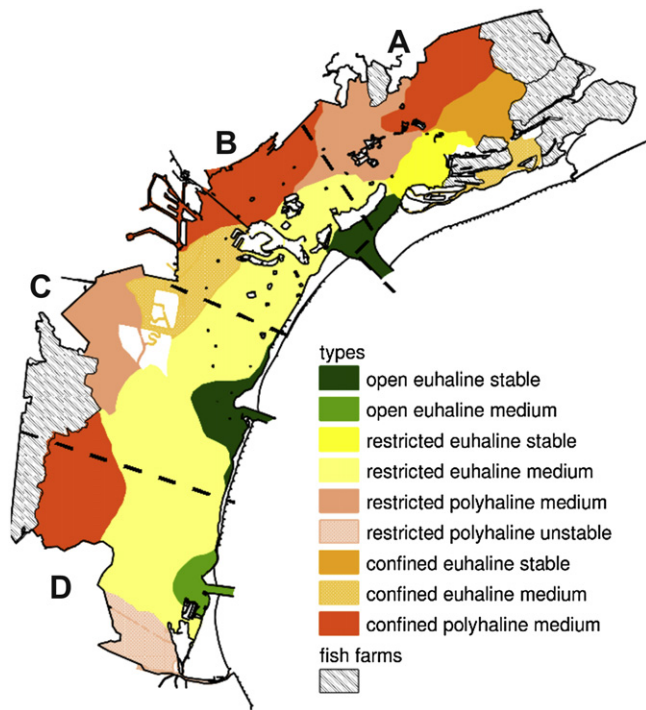 A
B
C
D
types
open euhaline stable
open euhaline medium
restricted euhaline stable
restricted euhaline medium
restricted polyhaline medium
restricted polyhaline unstable
confined euhaline stable
confined euhaline medium
confined polyhaline medium
fish farms